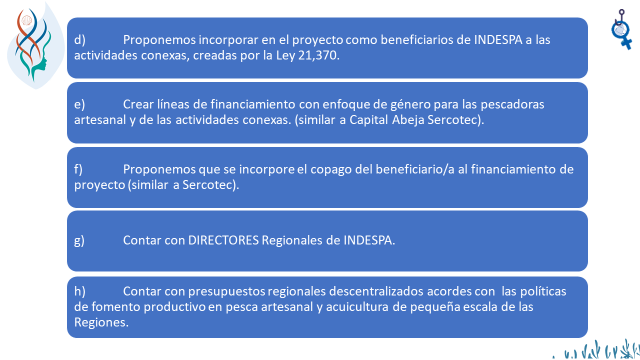 d) Proponemos incorporar en el proyecto como beneficiarios de INDESPA a las
actividades conexas, creadas por la Ley 21,370.
e) Crear líneas de financiamiento con enfoque de género para las pescadoras
artesanal y de las actividades conexas. (similar a Capital Abeja Sercotec).
f) Proponemos que se incorpore el copago del beneficiario/a al financiamiento de
proyecto (similar a Sercotec).
g) Contar con DIRECTORES Regionales de INDESPA.
h) Contar con presupuestos regionales descentralizados acordes con las políticas
de fomento productivo en pesca artesanal y acuicultura de pequeña escala de las
Regiones.